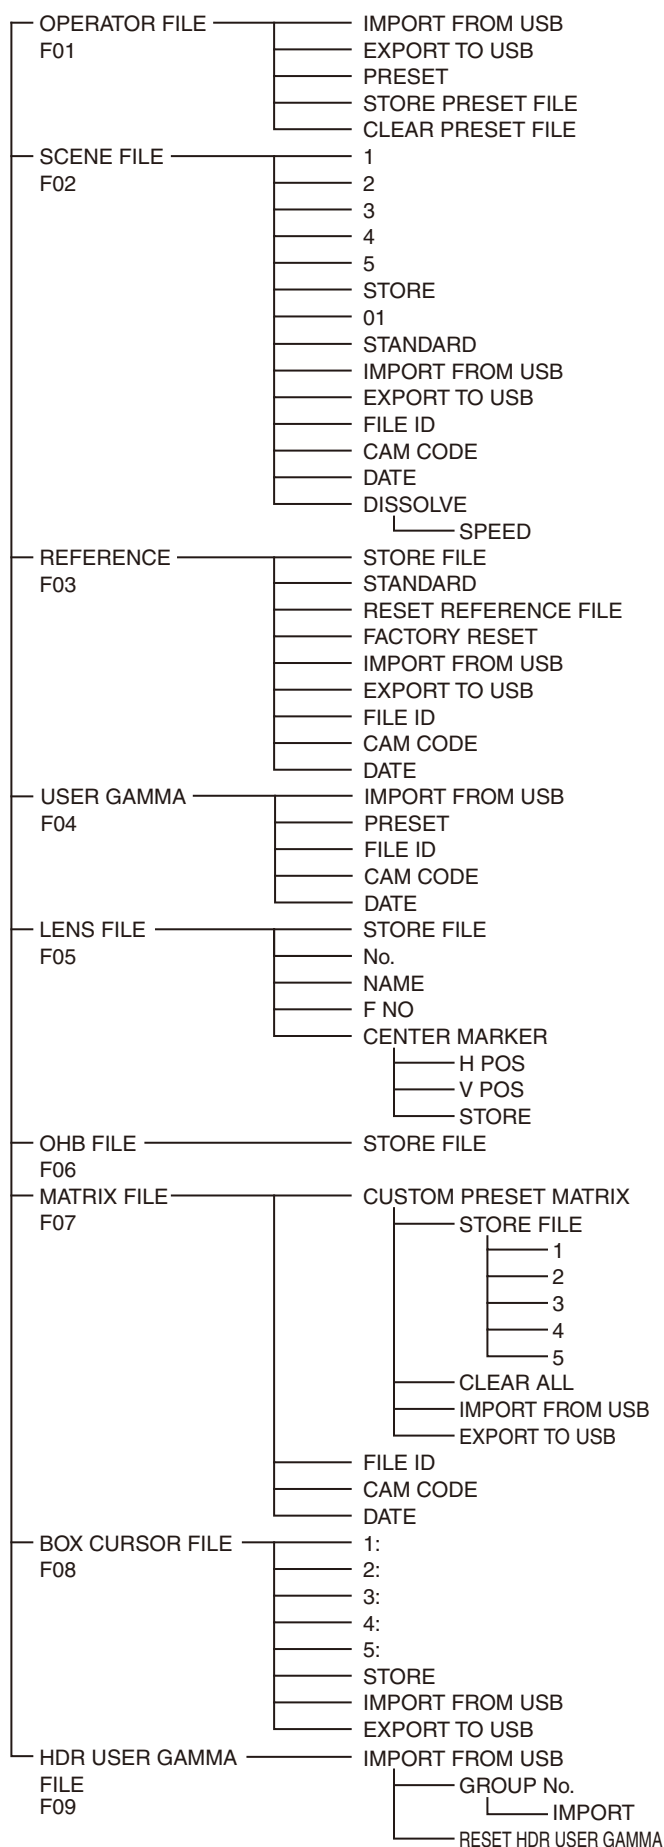 OPERATOR FILE
F01
IMPORT FROM USB
EXPORT TO USB
PRESET
STORE PRESET FILE
CLEAR PRESET FILE
SCENE FILE
F02
1
2
3
4
5
STORE
01
STANDARD
IMPORT FROM USB
EXPORT TO USB
FILE ID
CAM CODE
DATE
DISSOLVE
SPEED
REFERENCE
F03
STORE FILE
STANDARD
RESET REFERENCE FILE
FACTORY RESET
IMPORT FROM USB
EXPORT TO USB
FILE ID
CAM CODE
DATE
USER GAMMA
F04
IMPORT FROM USB
PRESET
FILE ID
CAM CODE
DATE
LENS FILE
F05
STORE FILE
No.
NAME
F NO
CENTER MARKER
H POS
V POS
STORE
OHB FILE
F06
STORE FILE
MATRIX FILE
F07
CUSTOM PRESET MATRIX
STORE FILE
1
2
3
4
5
CLEAR ALL
IMPORT FROM USB
EXPORT TO USB
FILE ID
CAM CODE
DATE
BOX CURSOR FILE
F08
1:
2:
3:
4:
5:
STORE
IMPORT FROM USB
EXPORT TO USB
HDR USER GAMMA
FILE
F09
IMPORT FROM USB
GROUP No.
IMPORT
RESET HDR USER GAMMA